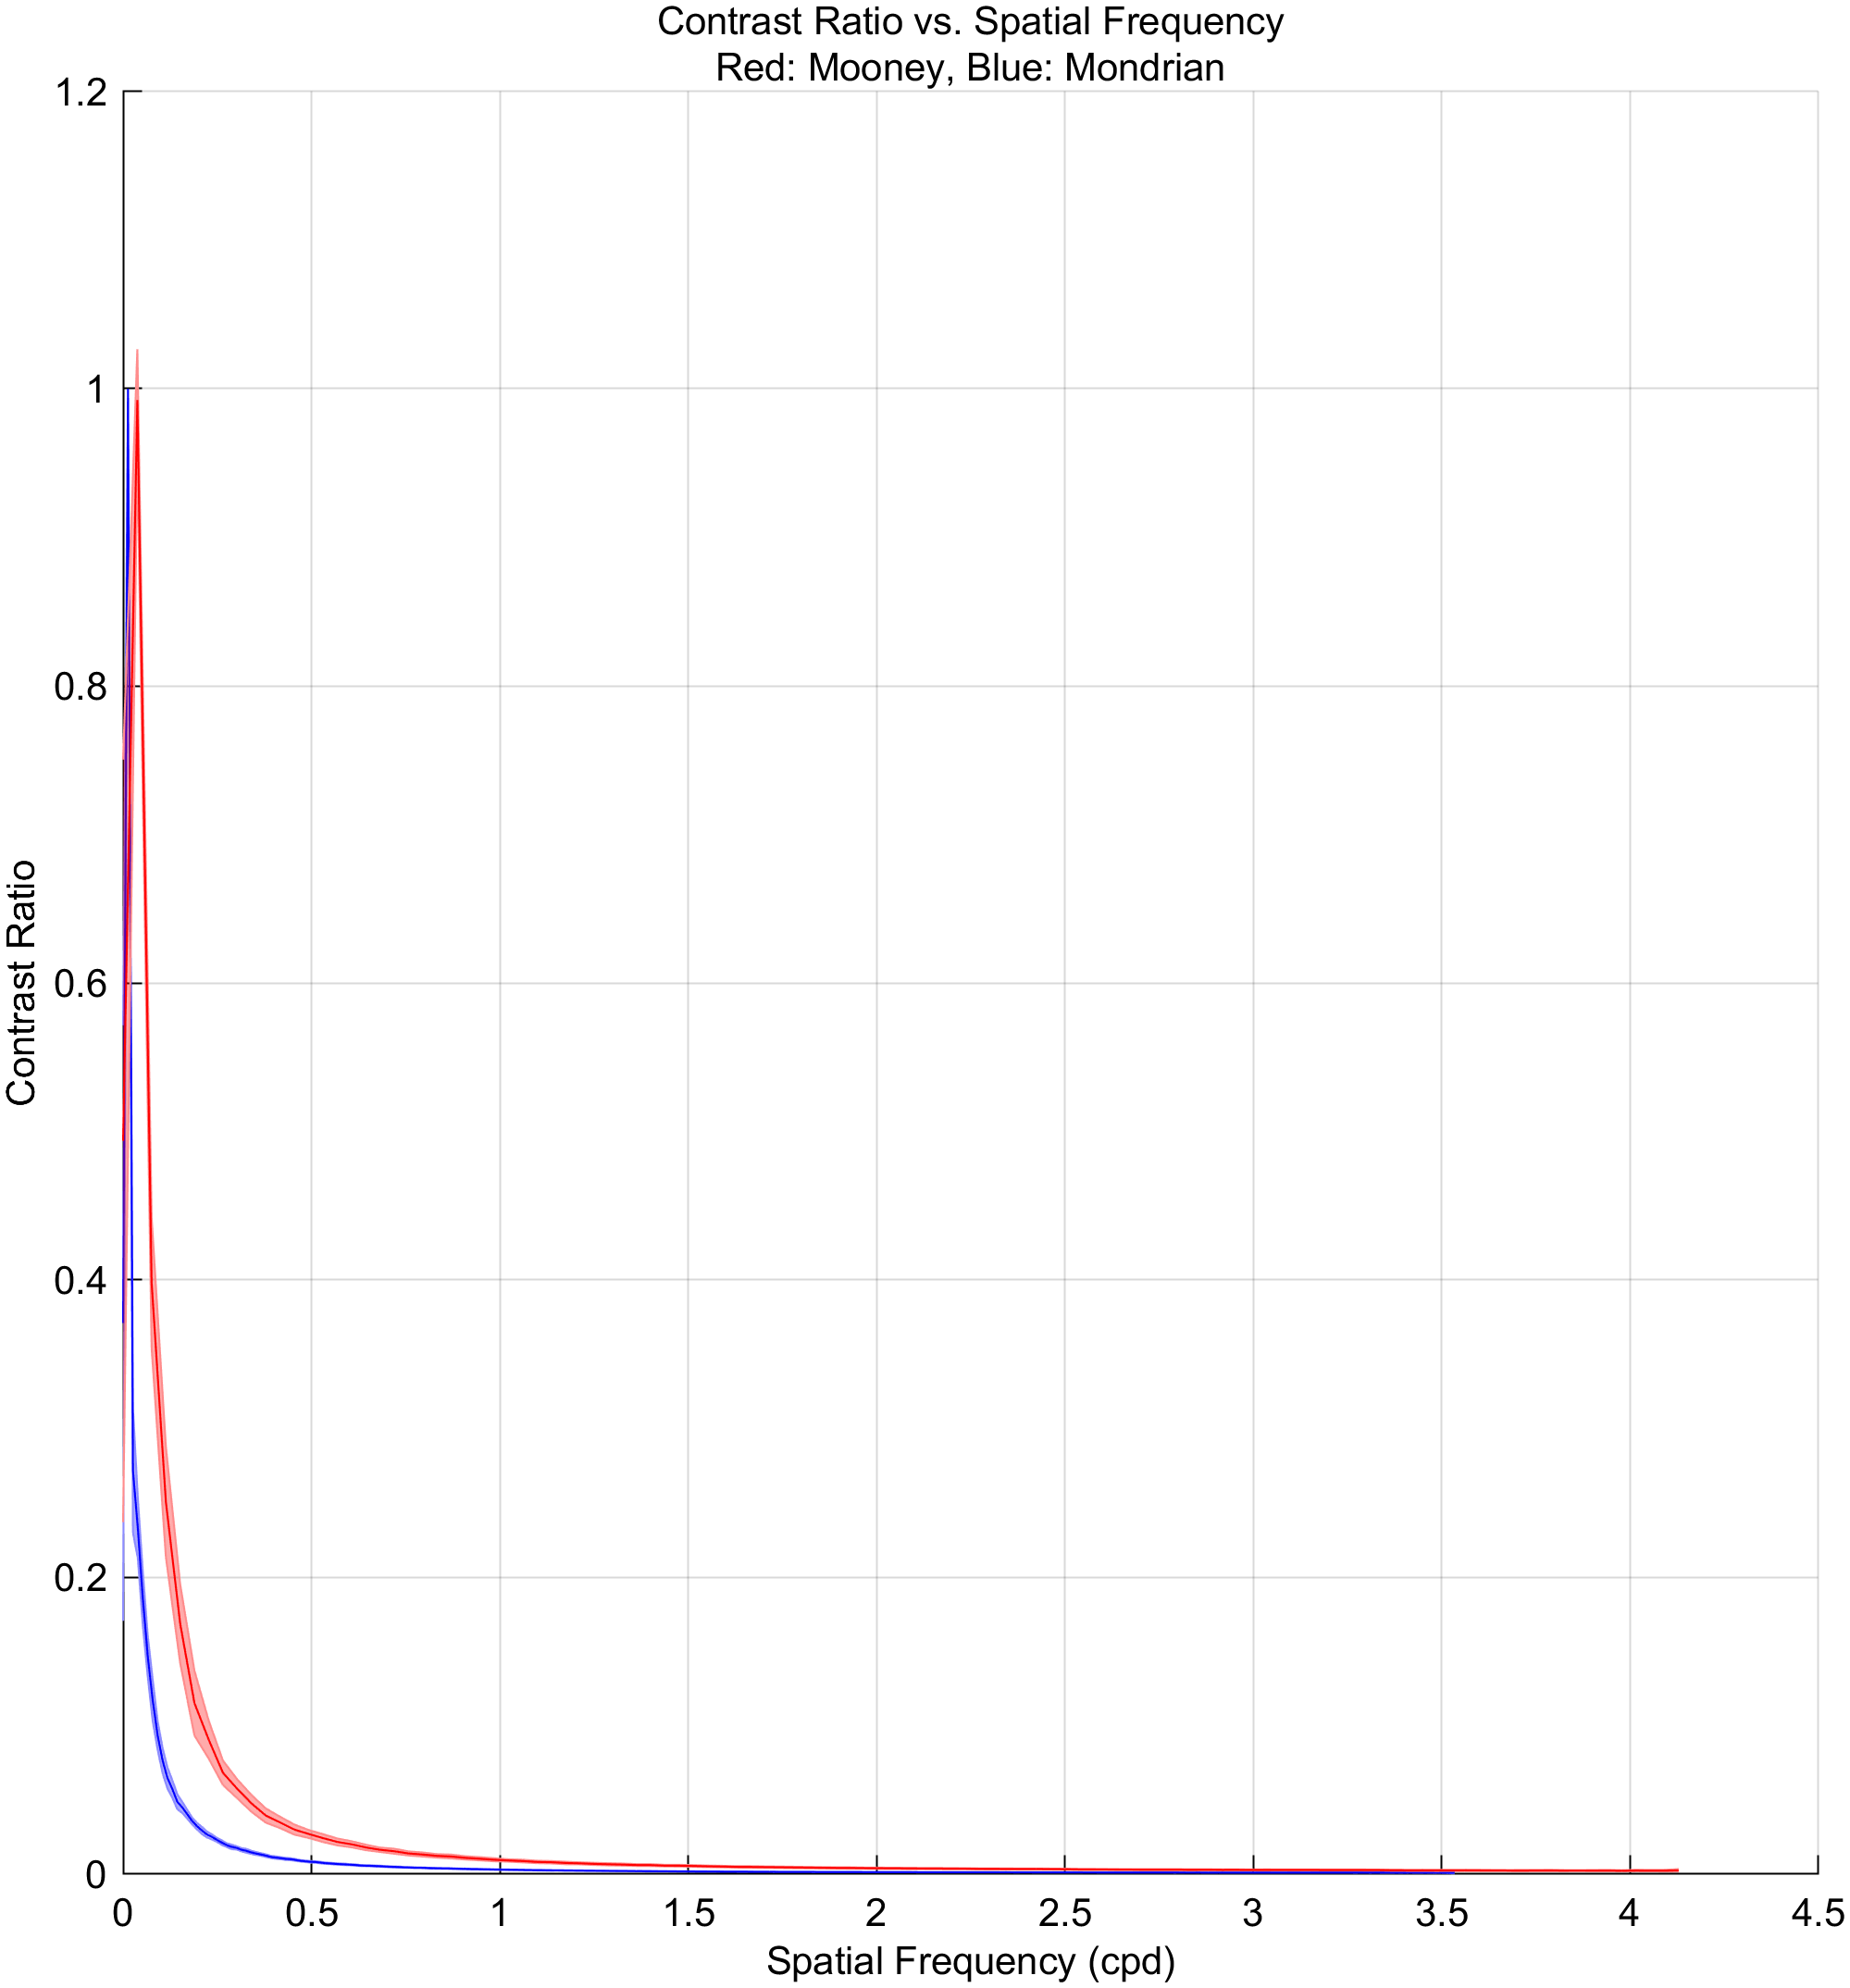 Contrast Ratio vs. Spatial Frequency
Red: Mooney, Blue: Mondrian
1.2
1
0.8
0.6
0.4
0.2
0
Contrast Ratio
0 0.5 1 1.5 2 2.5 3 3.5 4 4.5
Spatial Frequency (cpd)